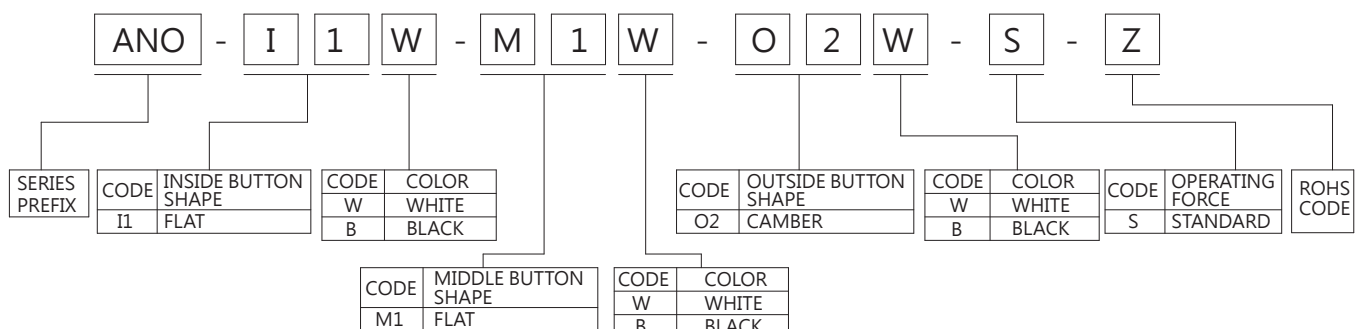 ANO - I 1 W - M 1 W - O 2 W - S - Z
SERIES
PREFIX
CODE INSIDE BUTTON
SHAPE
I1 FLAT
CODE COLOR
W WHITE
B BLACK
CODE MIDDLE BUTTON
SHAPE
M1 FLAT
CODE COLOR
W WHITE
B BLACK
CODE OUTSIDE BUTTON
SHAPE
O2 CAMBER
CODE COLOR
W WHITE
B BLACK
CODE OPERATING
FORCE
S STANDARD
ROHS
CODE